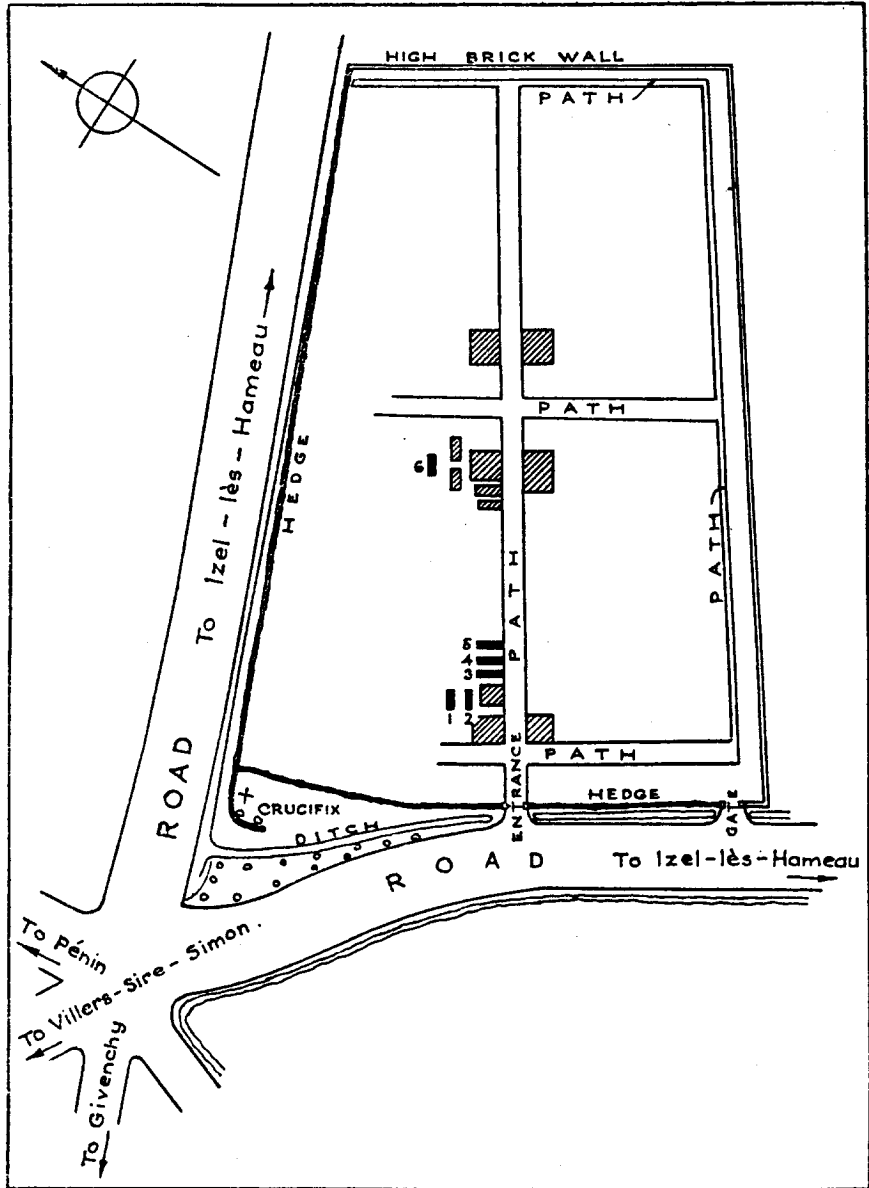 N
HIGH BRICK WALL
PATH
To Izel-lès-Hameau
HEDGE
PATH
6
PATH
PATH
5
4
3
1 2
ROAD
ENTRANCE
PATH
HEDGE
GATE
CRUCIFIX
DITCH
ROAD
To Izel-lès-Hameau
To Pénin
To Villers-Sire-Simon.
To Givenchy